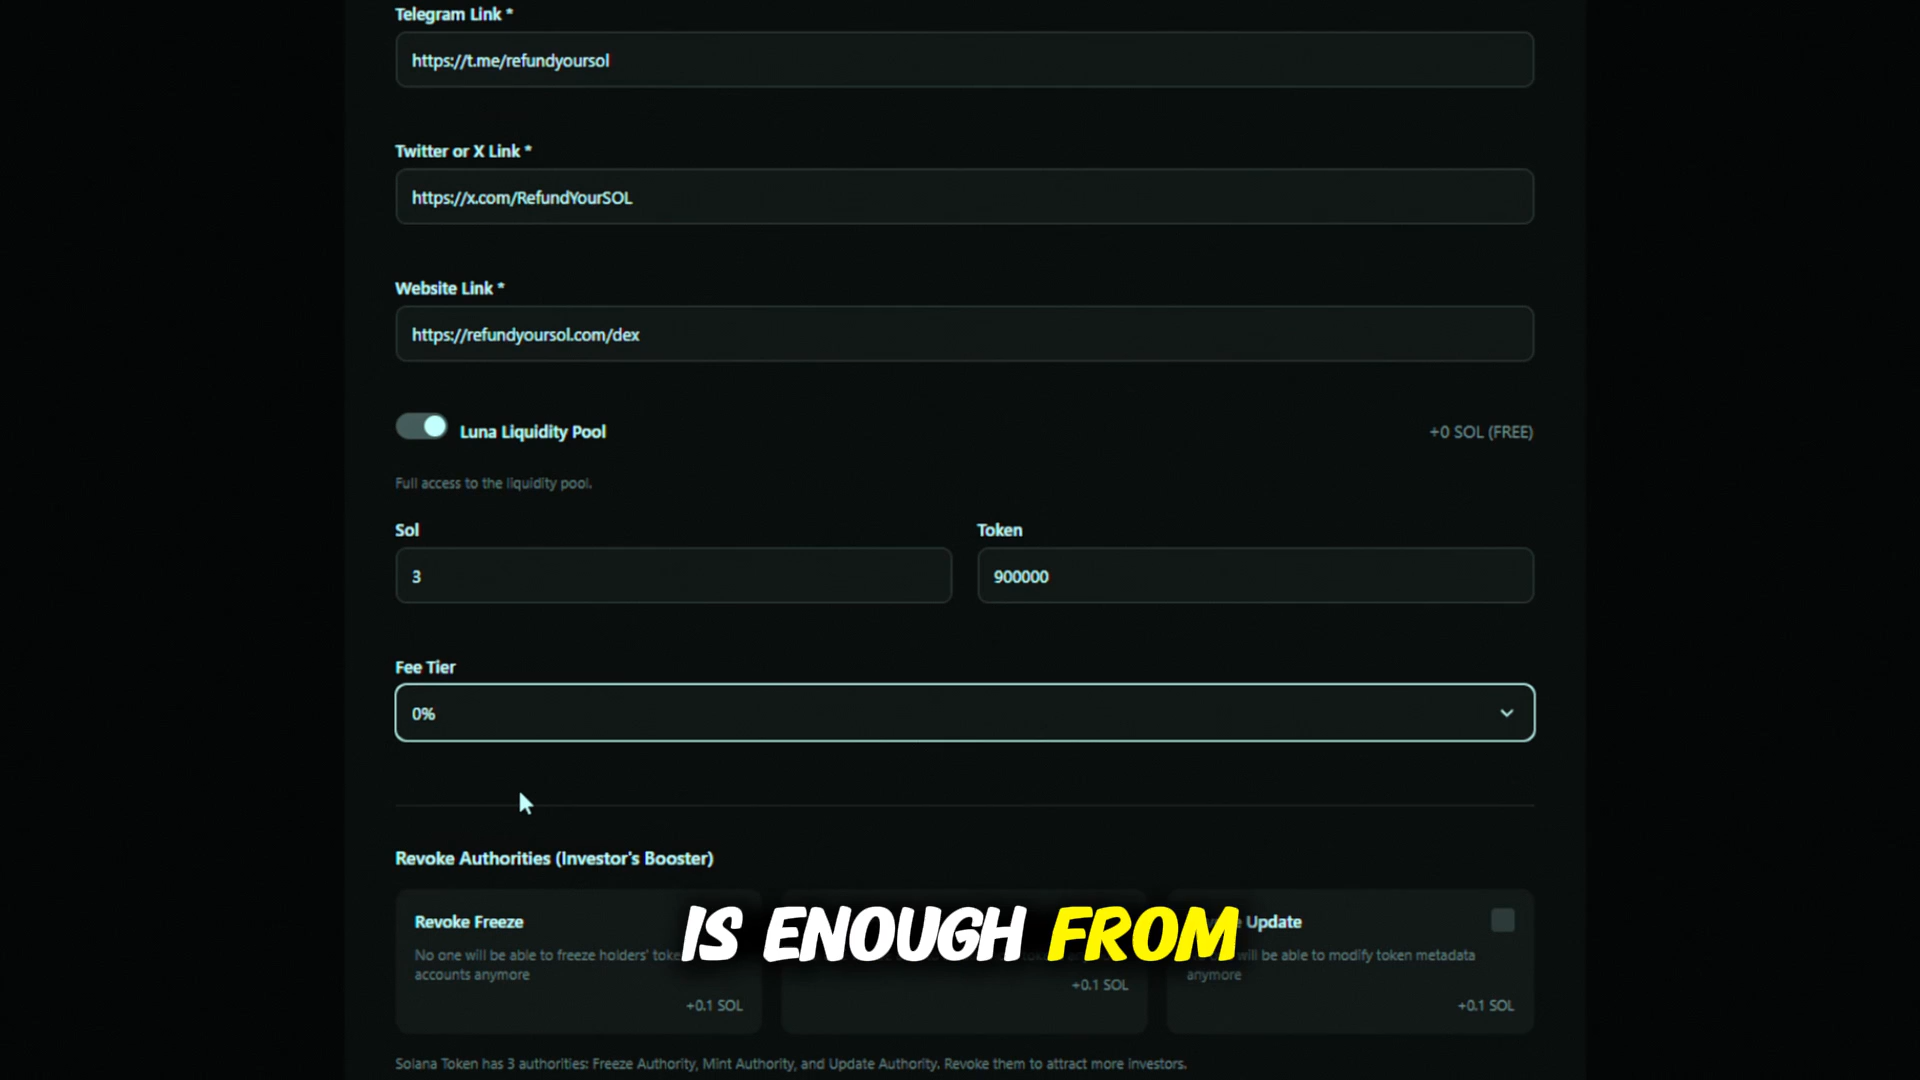 Telegram Link *
https://t.me/refundyoursol
Twitter or X Link *
https://x.com/RefundYourSOL
Website Link *
https://refundyoursol.com/dex
Luna Liquidity Pool
+0 SOL (FREE)
Full access to the liquidity pool.
Sol
Token
3
900000
Fee Tier
0%
Revoke Authorities (Investor's Booster)
Revoke Freeze
No one will be able to freeze holders'
accounts anymore
+0.1 SOL
+0.1 SOL
Update
will be able to modify token metadata
anymore
+0.1 SOL
IS ENOUGH FROM
Solana Token has 3 authorities: Freeze Authority, Mint Authority, and Update Authority. Revoke them to attract more investors.